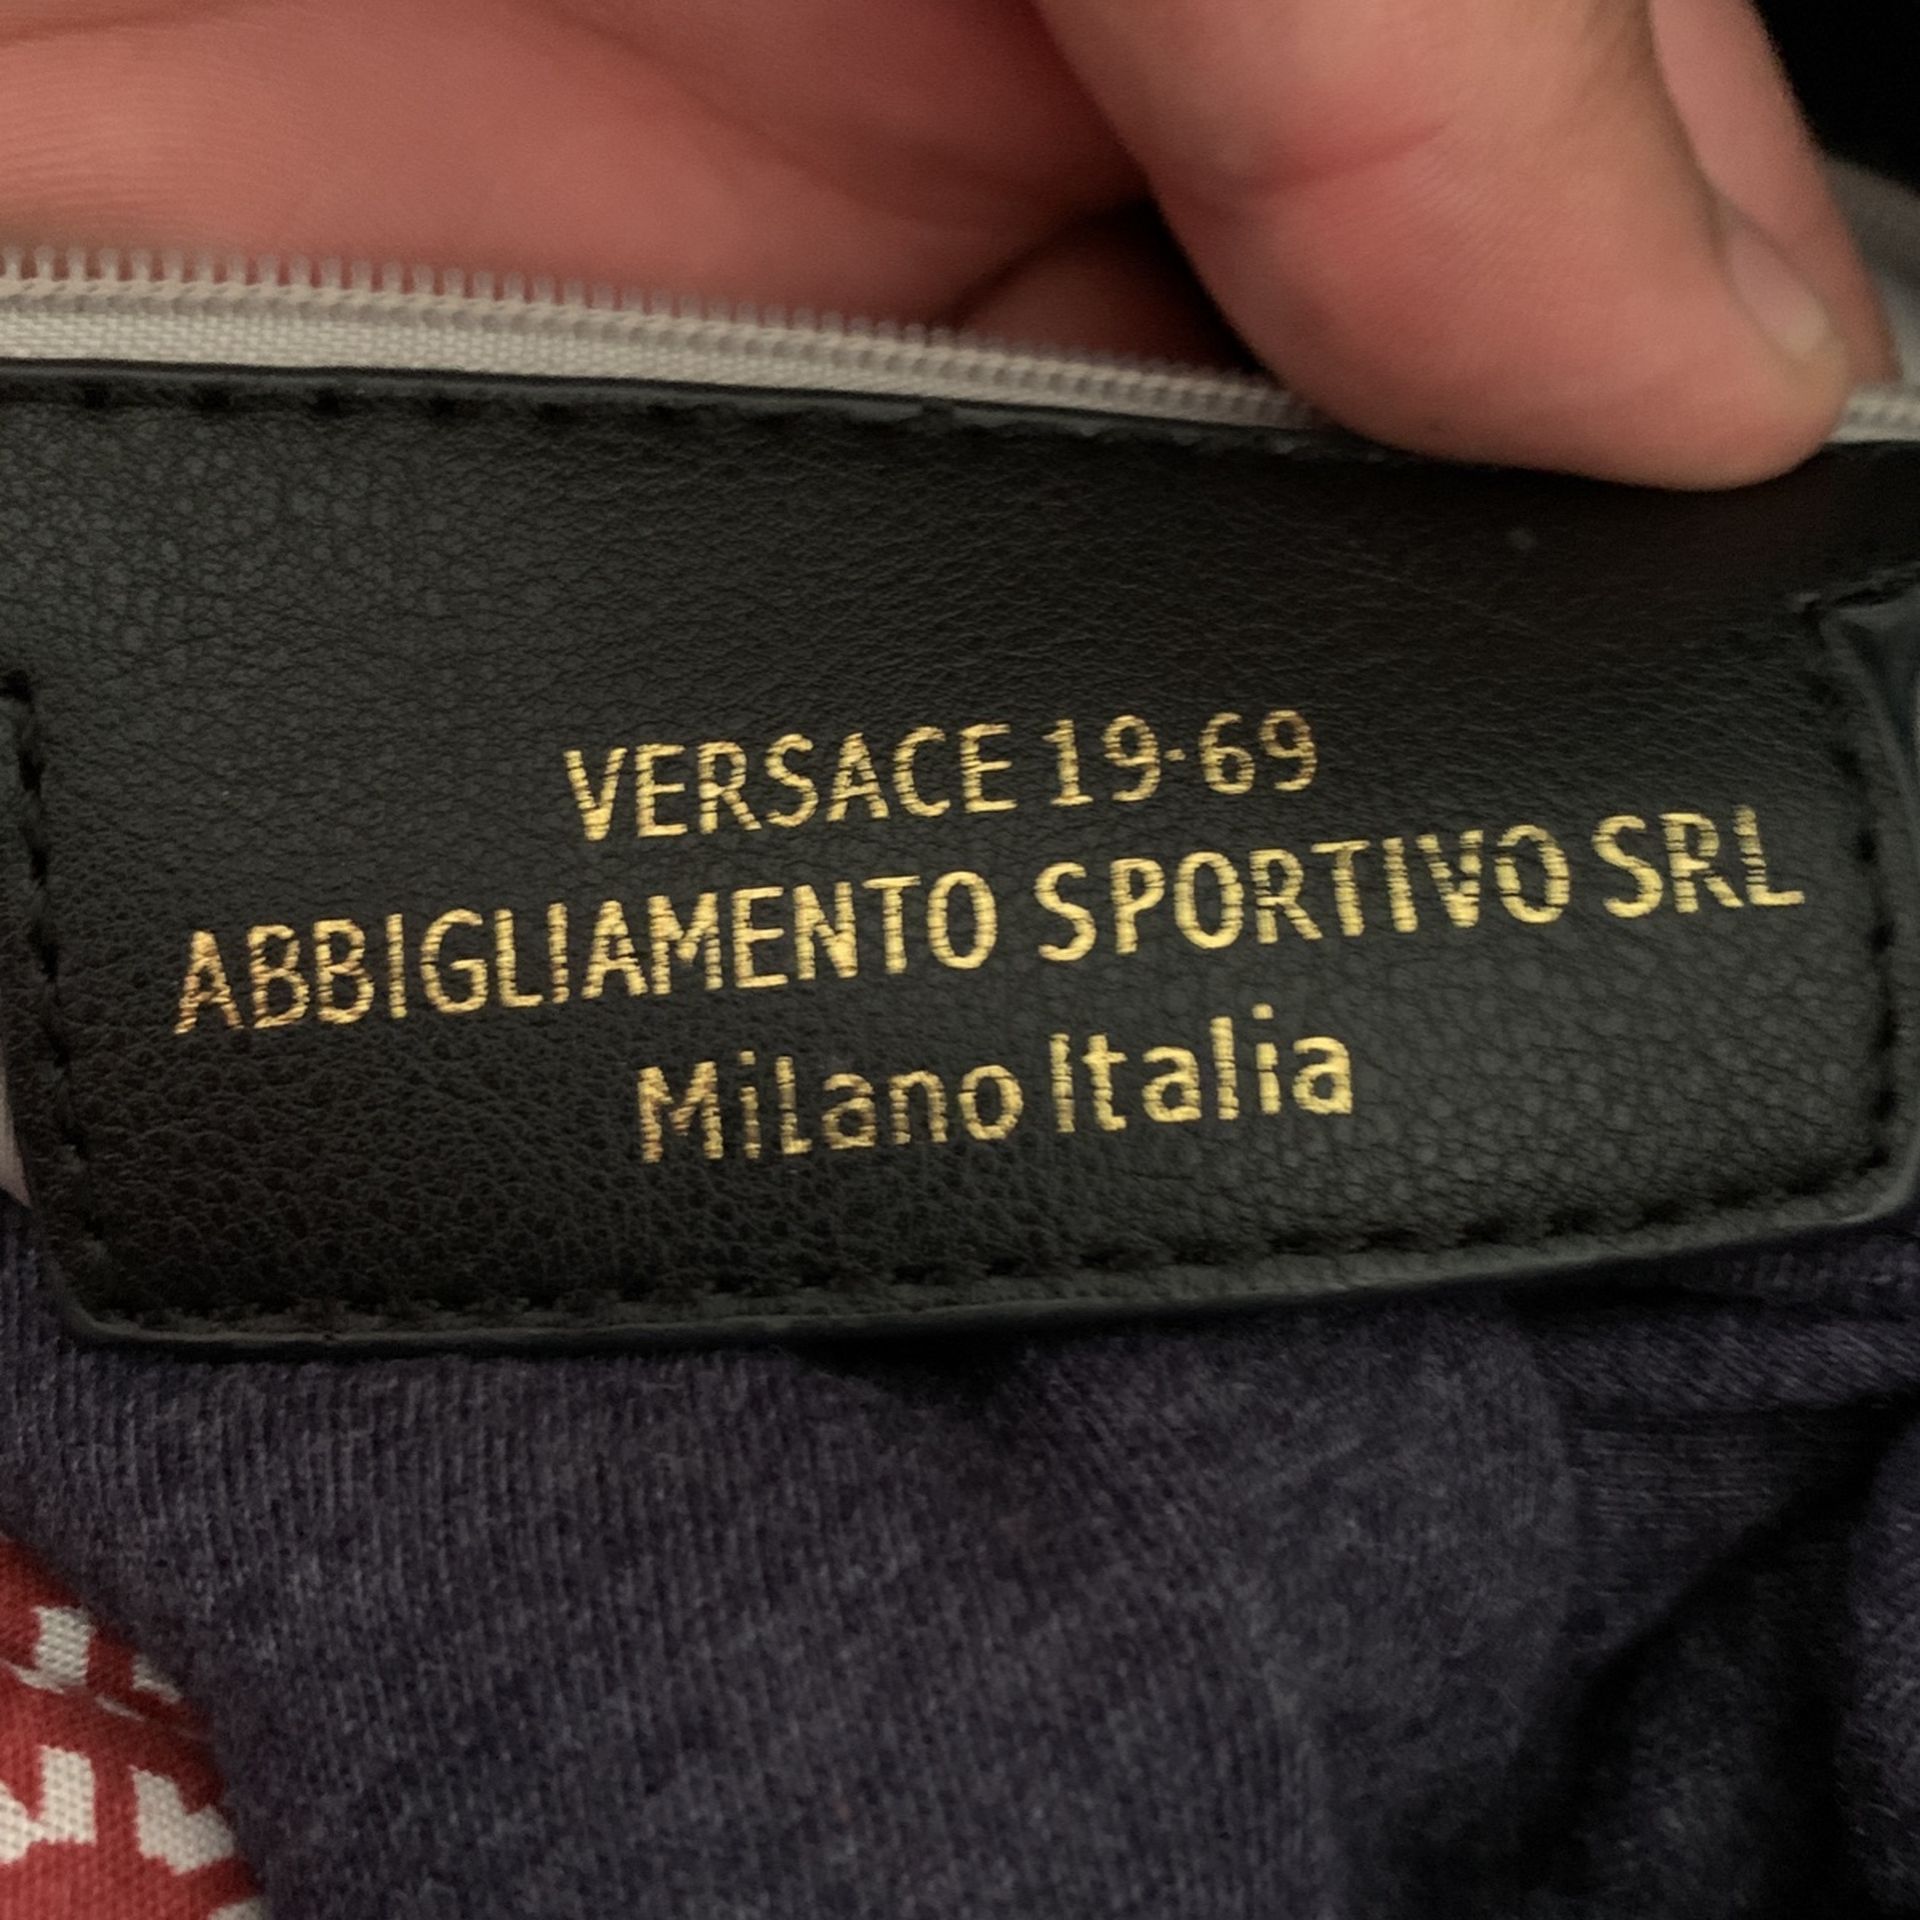 VERSACE 19-69
ABBIGLIAMENTO SPORTIVO SRL
Milano Italia